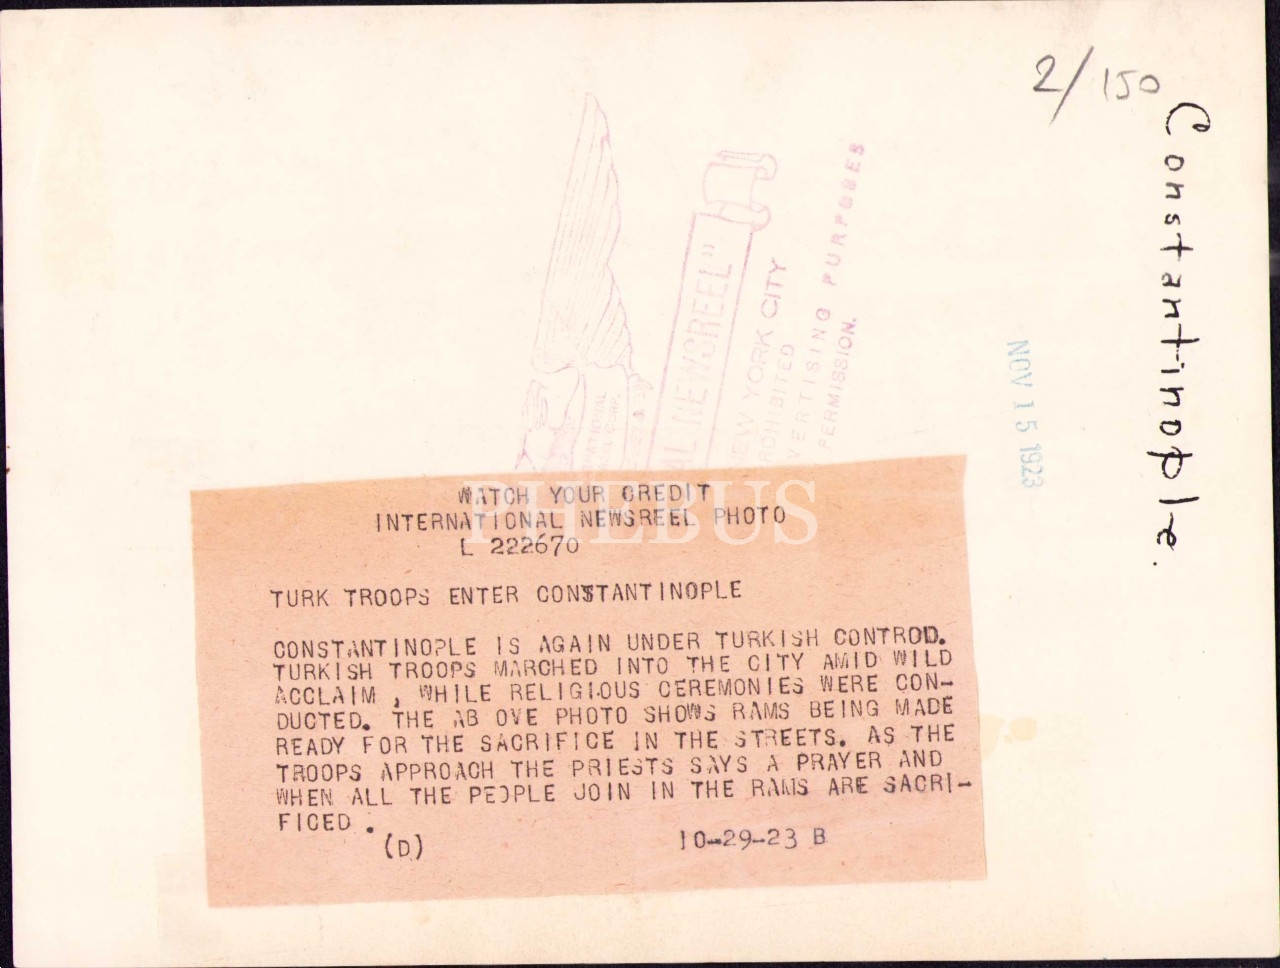 2/150
Constantinople.
NOV 15 1923
AL NEWSREEL"
NEW YORK CITY
PROHIBITED
VERTISING PURPOSES
PERMISSION.
PHEBUS
WATCH YOUR CREDIT
INTERNATIONAL NEWSREEL PHOTO
L 222670
TURK TROOPS ENTER CONSTANTINOPLE
CONSTANTINOPLE IS AGAIN UNDER TURKISH CONTROD.
TURKISH TROOPS MARCHED INTO THE CITY AMID WILD
ACCLAIM , WHILE RELIGIOUS CEREMONIES WERE CON-
DUCTED. THE AB OVE PHOTO SHOWS RAMS BEING MADE
READY FOR THE SACRIFICE IN THE STREETS. AS THE
TROOPS APPROACH THE PRIESTS SAYS A PRAYER AND
WHEN ALL THE PEOPLE JOIN IN THE RAMS ARE SACRI-
FICED .
(D) 10-29-23 B